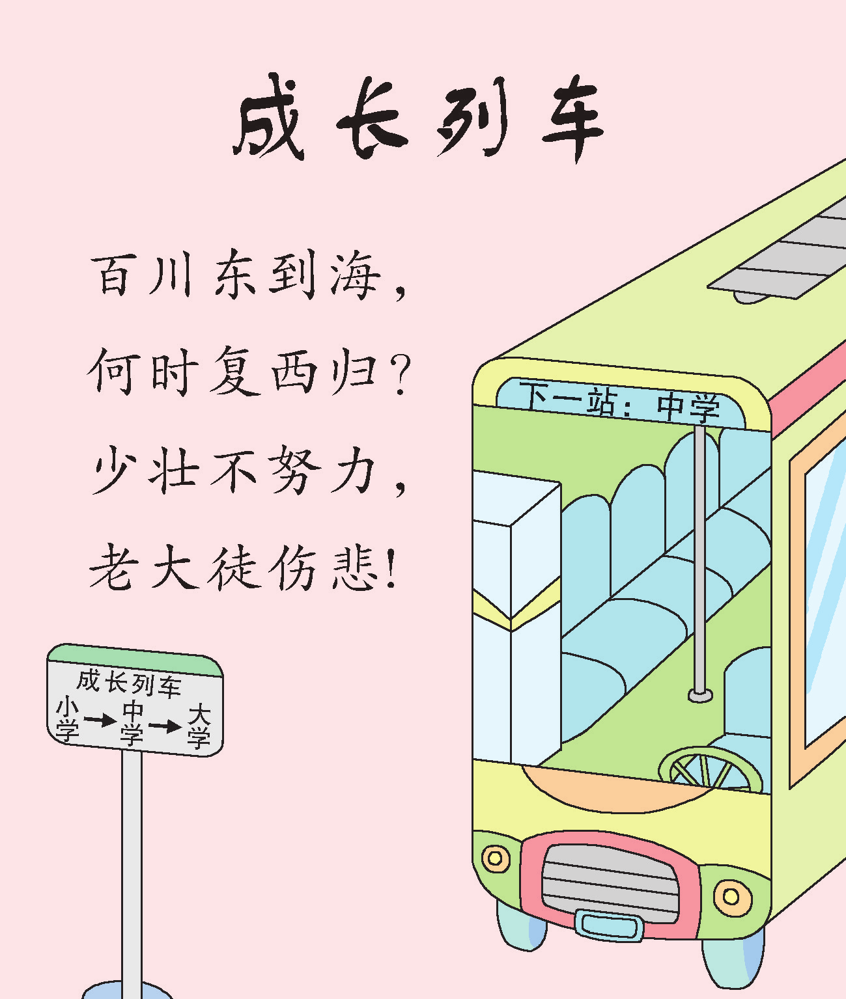 成长列车
百川东到海，
何时复西归？
少壮不努力，
老大徒伤悲！
下一站：中学
成长列车
小学→中学→大学